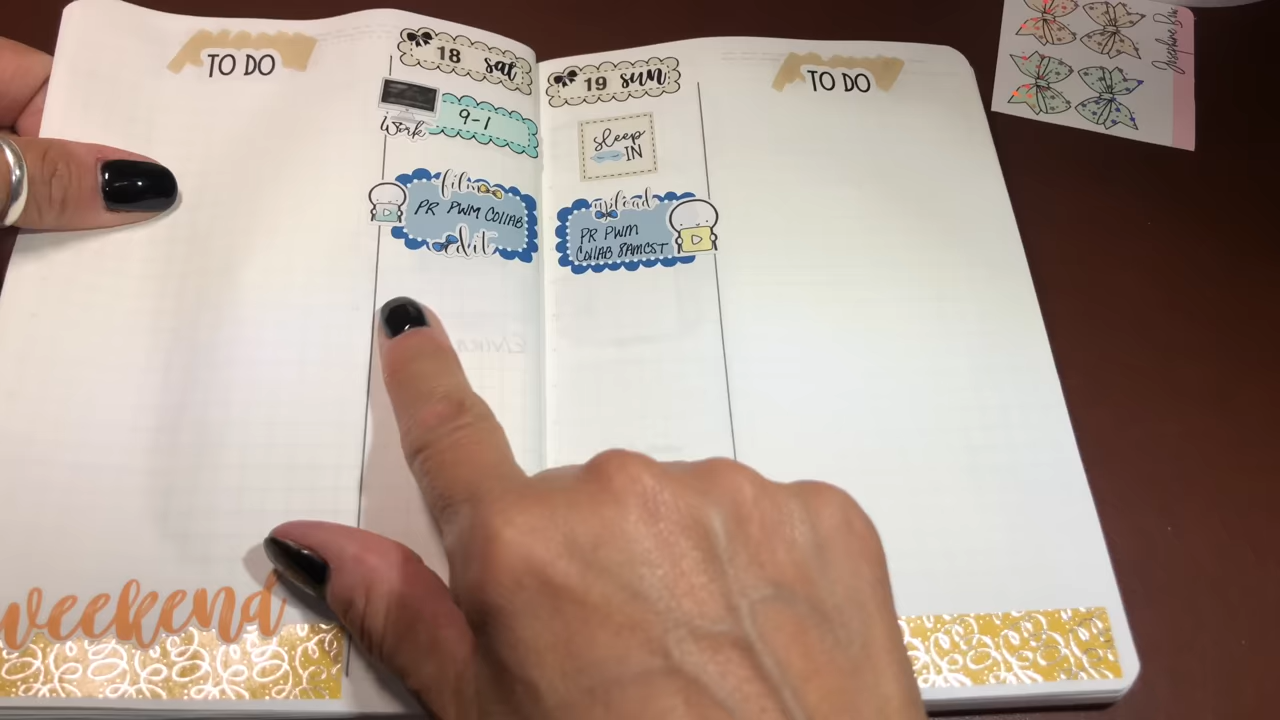 TO DO
18 sat
work
9-1
film
PR PWM COLLAB
edit
weekend
19 sun
sleep
IN
upload
PR PWM
COLLAB 8AMCST
TO DO